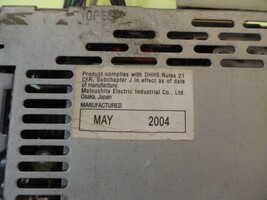 OPEN
Product complies with DHHS Rules 21
CFR, Subchapter J in effect as of date
of manufacture.
Matsushita Electric Industrial Co., Ltd.
Osaka, Japan
MANUFACTURED
MAY 2004